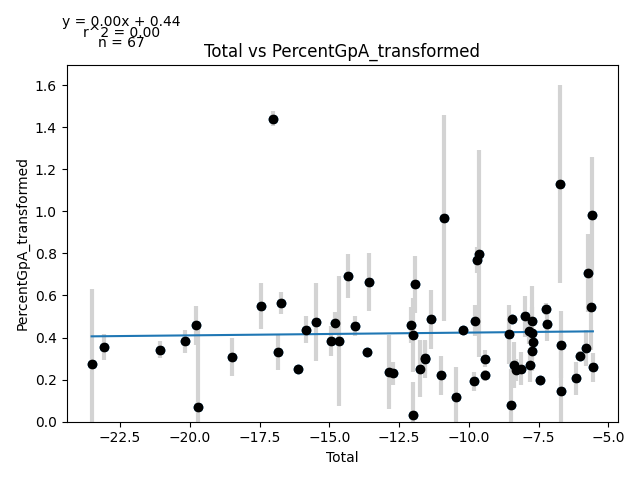 y = 0.00x + 0.44
r^2 = 0.00
n = 67
Total vs PercentGpA_transformed
PercentGpA_transformed
1.6
1.4
1.2
1.0
0.8
0.6
0.4
0.2
0.0
−22.5 −20.0 −17.5 −15.0 −12.5 −10.0 −7.5 −5.0
Total